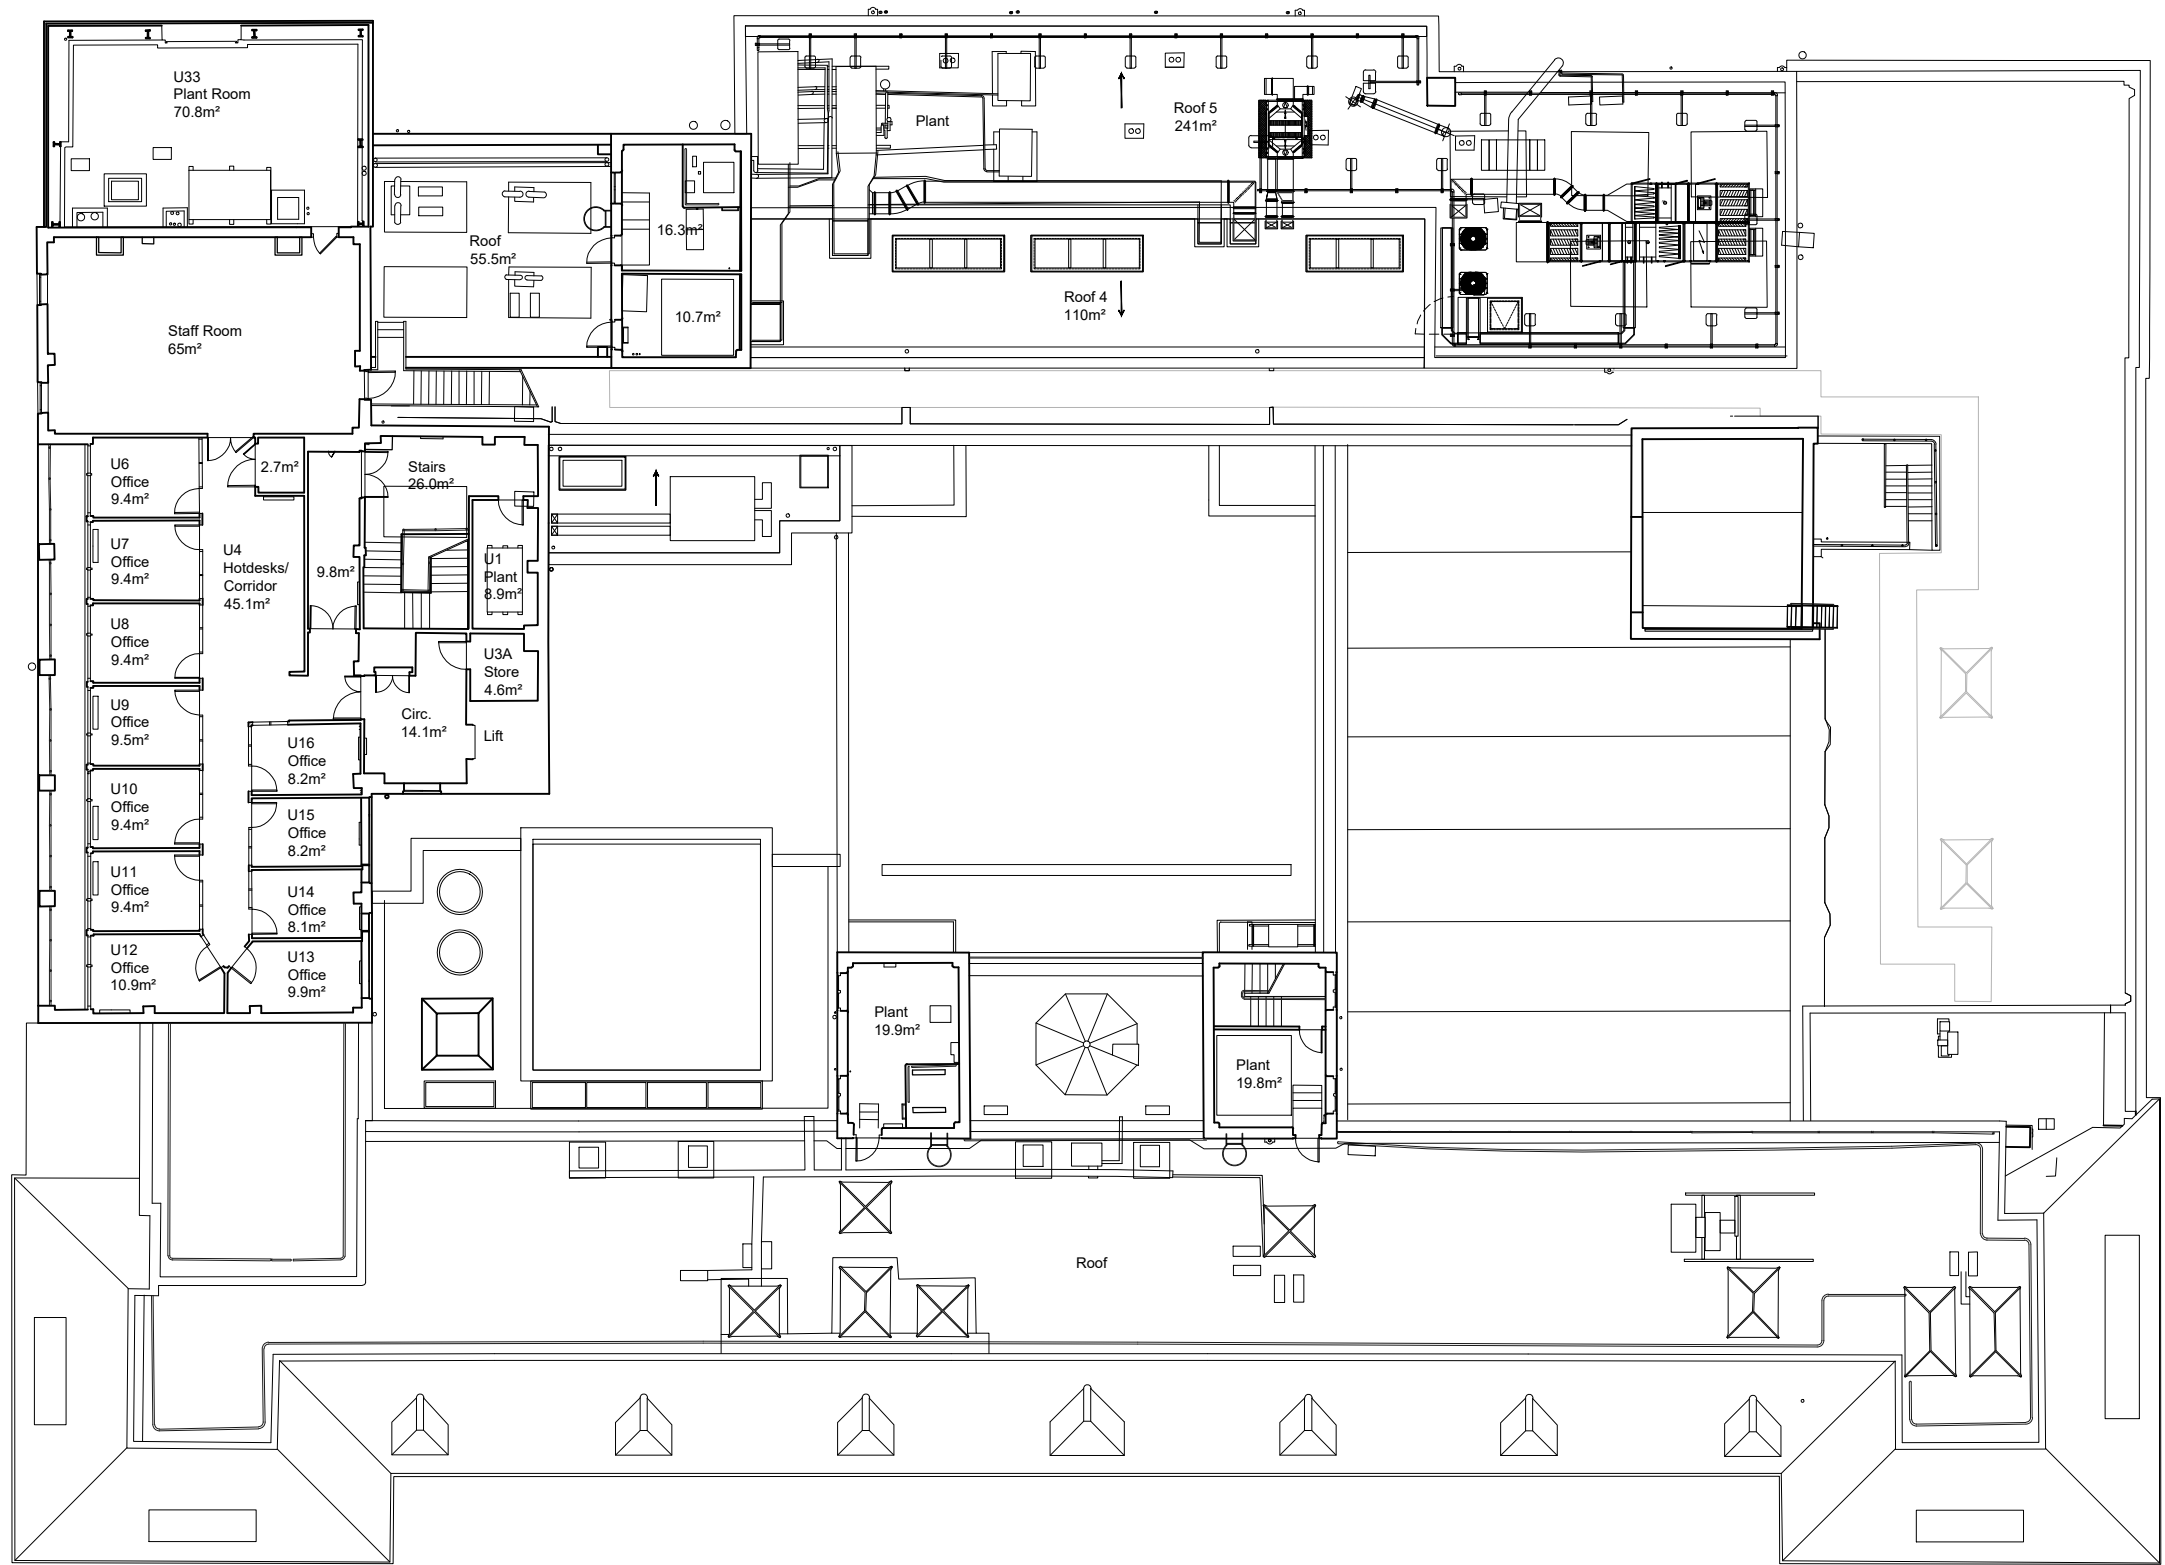 U33
Plant Room
70.8m²
Plant
Roof 5
241m²
Roof
55.5m²
16.3m²
10.7m²
Roof 4
110m²
Staff Room
65m²
U6
Office
9.4m²
2.7m²
Stairs
26.0m²
U7
Office
9.4m²
U4
Hotdesks/
Corridor
45.1m²
9.8m²
U1
Plant
8.9m²
U8
Office
9.4m²
U3A
Store
4.6m²
U9
Office
9.5m²
Circ.
14.1m²
Lift
U16
Office
8.2m²
U10
Office
9.4m²
U15
Office
8.2m²
U11
Office
9.4m²
U14
Office
8.1m²
U12
Office
10.9m²
U13
Office
9.9m²
Plant
19.9m²
Plant
19.8m²
Roof